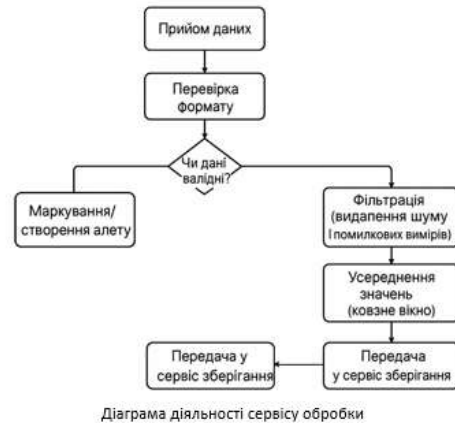 Прийом даних
Перевірка
формату
Чи дані
валідні?
Маркування/
створення алету
Фільтрація
(видапення шуму
І помилкових вимірів)
Усереднення
значень
(ковзне вікно)
Передача у
сервіс зберігання
Передача
у сервіс зберігання
Діаграма діяльності сервісу обробки